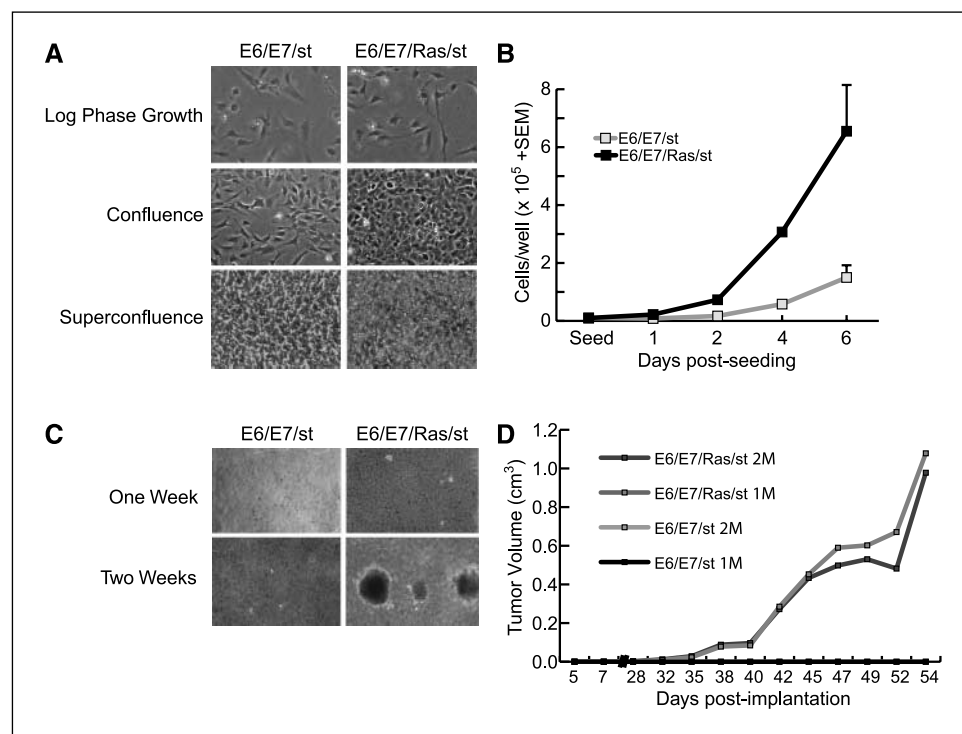 A
E6/E7/st E6/E7/Ras/st
Log Phase Growth
Confluence
Superconfluence
B
Cells/well (x 10⁵ +SEM)
8
6
4
2
0
E6/E7/st
E6/E7/Ras/st
Seed 1 2 4 6
Days post-seeding
C
E6/E7/st E6/E7/Ras/st
One Week
Two Weeks
D
Tumor Volume (cm³)
1.2
1.0
0.8
0.6
0.4
0.2
0.0
E6/E7/Ras/st 2M
E6/E7/Ras/st 1M
E6/E7/st 2M
E6/E7/st 1M
5 7 28 32 35 38 40 42 45 47 49 52 54
Days post-implantation